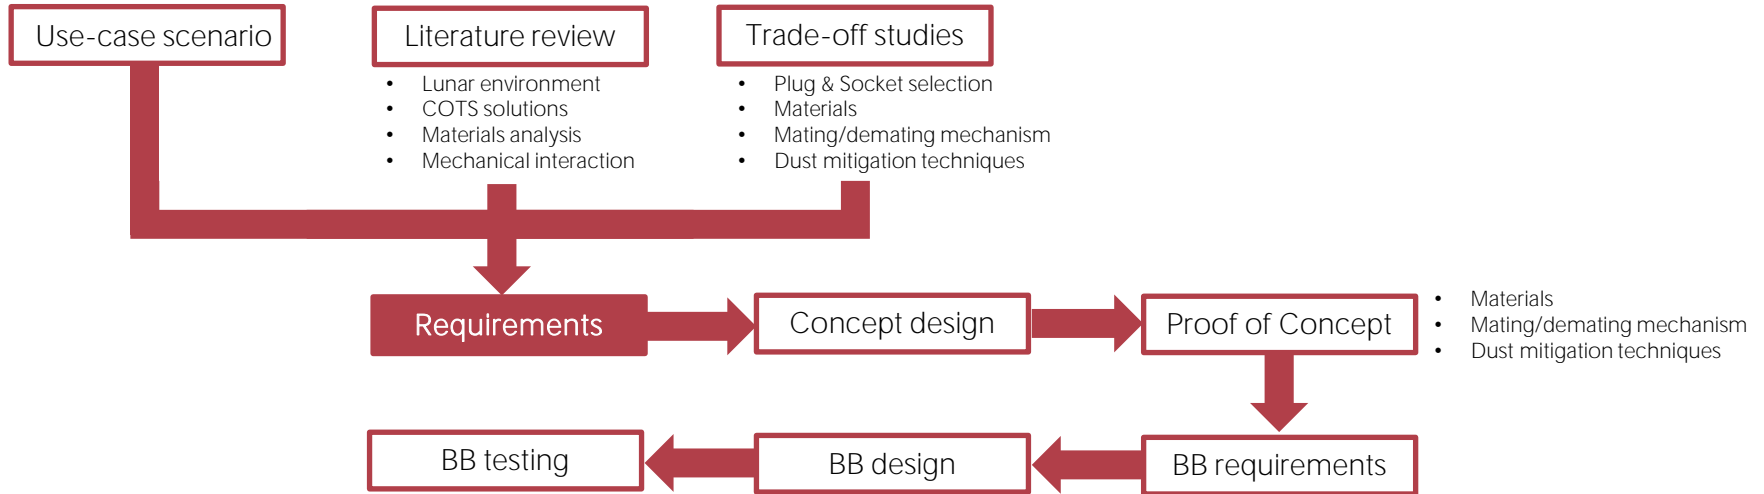 Use-case scenario
Literature review
• Lunar environment
• COTS solutions
• Materials analysis
• Mechanical interaction
Trade-off studies
• Plug & Socket selection
• Materials
• Mating/demating mechanism
• Dust mitigation techniques
Requirements
Concept design
Proof of Concept
• Materials
• Mating/demating mechanism
• Dust mitigation techniques
BB testing
BB design
BB requirements